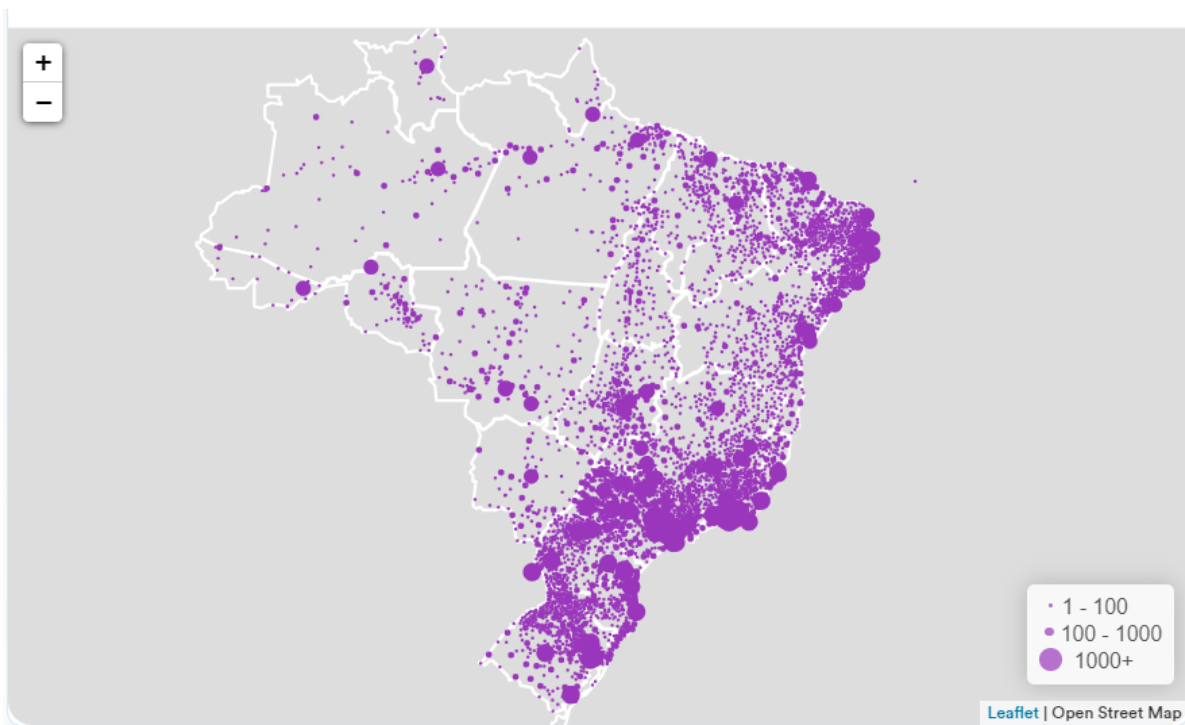 +
−
1 - 100
100 - 1000
1000+
Leaflet | Open Street Map